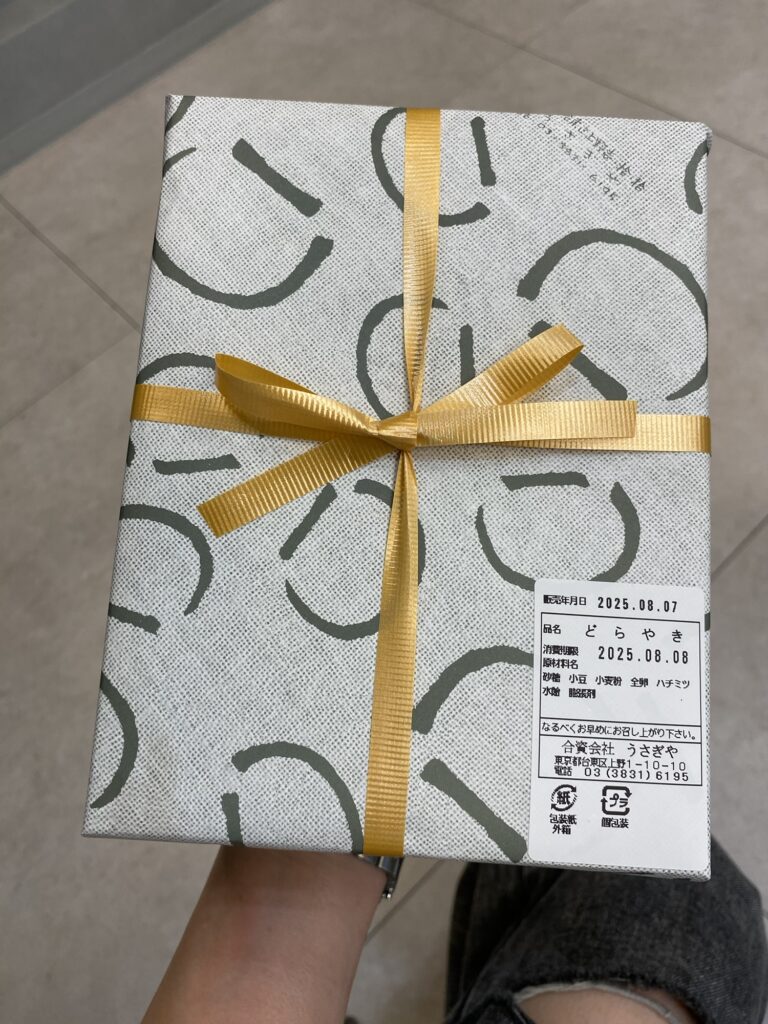 販売年月日 2025.08.07
品名 どらやき
消費期限 2025.08.08
原材料名
砂糖 小豆 小麦粉 全卵 ハチミツ
水飴 膨張剤
なるべくお早めにお召し上がり下さい。
合資会社 うさぎや
東京都台東区上野1-10-10
電話 03(3831)6195
紙 プラ
包装紙 個包装
外箱